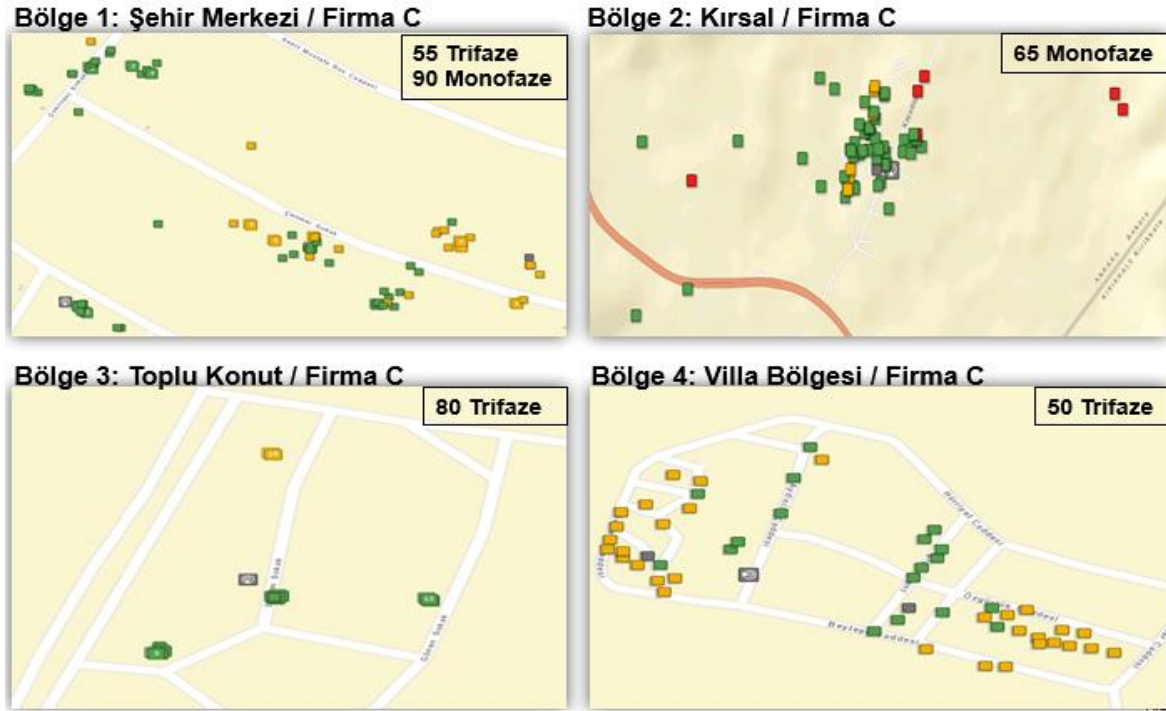 Bölge 1: Şehir Merkezi / Firma C
55 Trifaze
90 Monofaze
Bölge 2: Kırsal / Firma C
65 Monofaze
Bölge 3: Toplu Konut / Firma C
80 Trifaze
Bölge 4: Villa Bölgesi / Firma C
50 Trifaze
Hürriyet Caddesi
Beytepe Caddesi